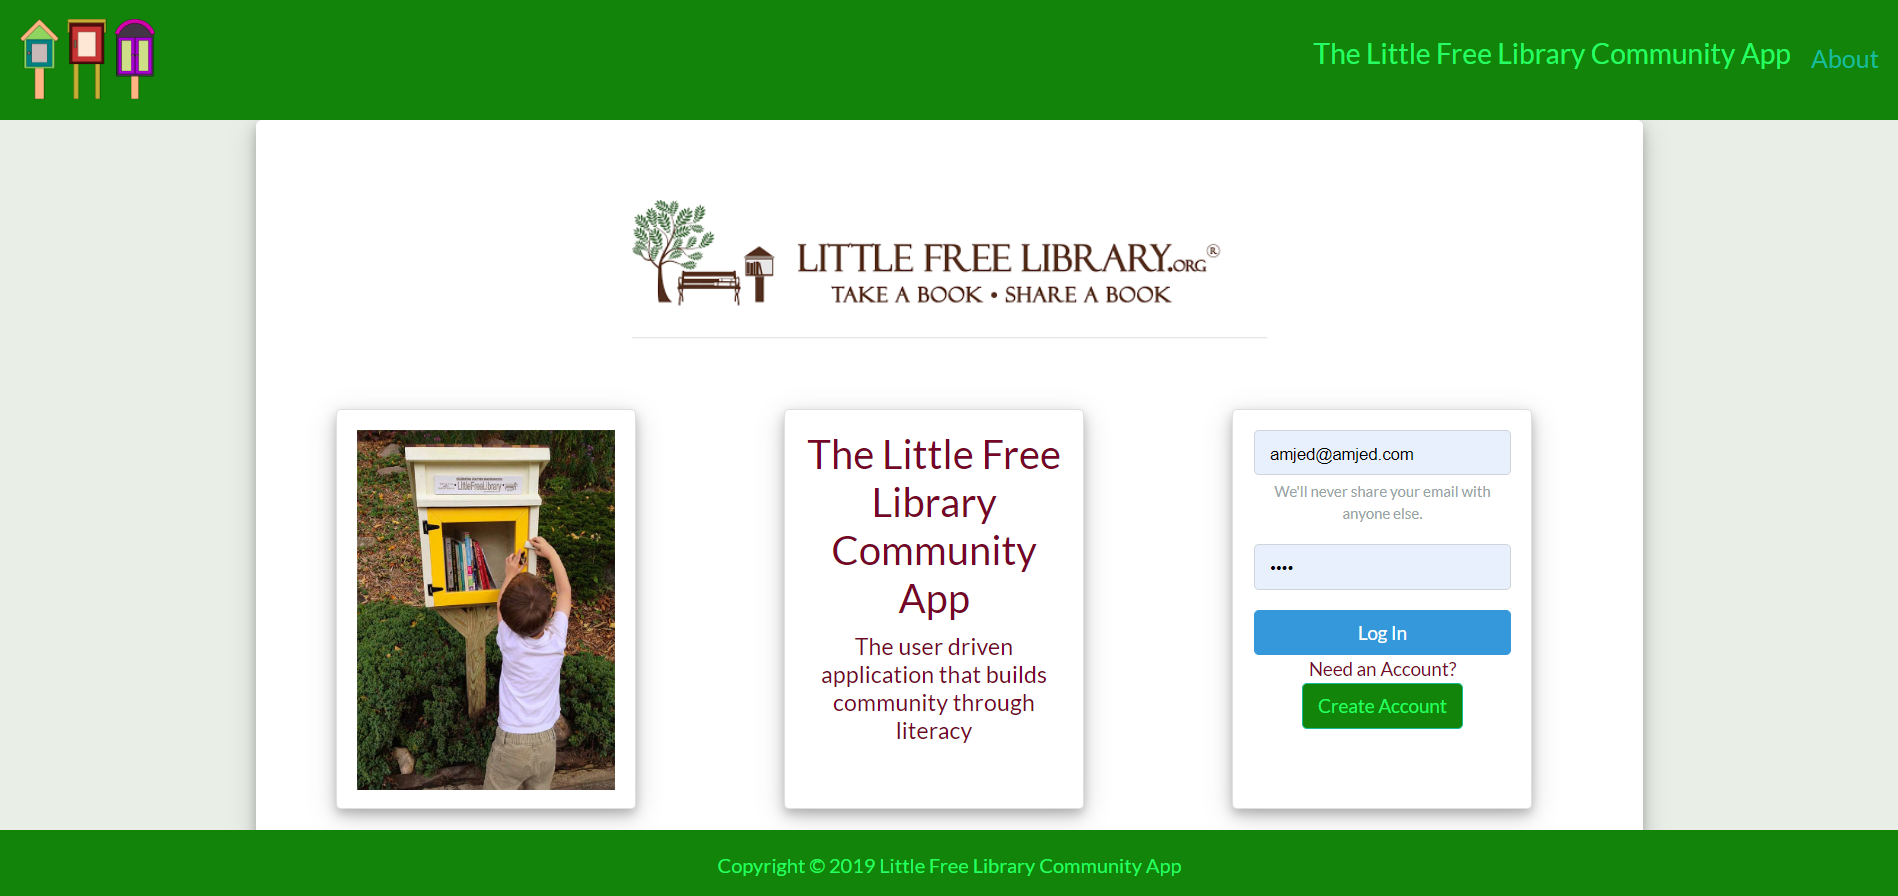 The Little Free Library Community App
About
LITTLE FREE LIBRARY.ORG®
TAKE A BOOK • SHARE A BOOK
LittleFreeLibrary
The Little Free
Library
Community
App
The user driven
application that builds
community through
literacy
amjed@amjed.com
We'll never share your email with
anyone else.
••••
Log In
Need an Account?
Create Account
Copyright © 2019 Little Free Library Community App